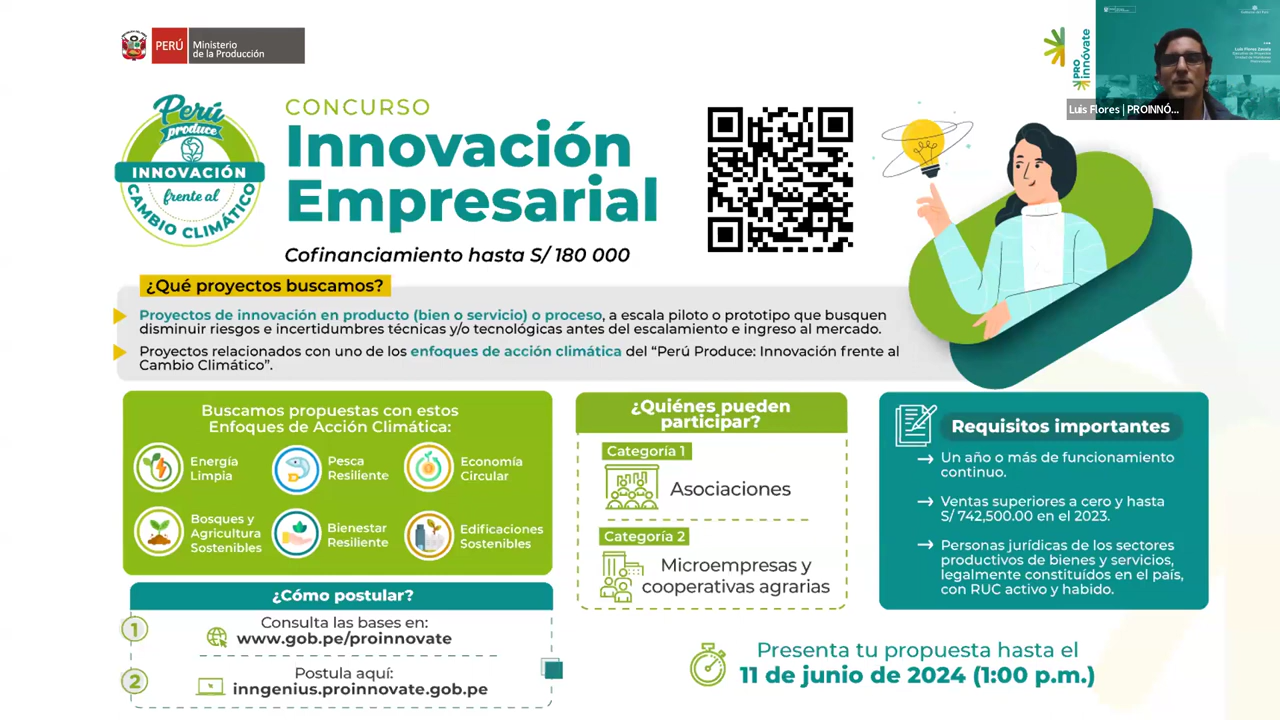 PERÚ
Ministerio
de la Producción
PRO
innóvate
Luis Flores Zavala
Luis Flores | PROINNÓ...
Perú
produce
INNOVACIÓN
frente al
CAMBIO CLIMÁTICO
CONCURSO
Innovación
Empresarial
Cofinanciamiento hasta S/ 180 000
¿Qué proyectos buscamos?
Proyectos de innovación en producto (bien o servicio) o proceso, a escala piloto o prototipo que busquen
disminuir riesgos e incertidumbres técnicas y/o tecnológicas antes del escalamiento e ingreso al mercado.
Proyectos relacionados con uno de los enfoques de acción climática del “Perú Produce: Innovación frente al
Cambio Climático”.
Buscamos propuestas con estos
Enfoques de Acción Climática:
Energía
Limpia
Pesca
Resiliente
Economía
Circular
Bosques y
Agricultura
Sostenibles
Bienestar
Resiliente
Edificaciones
Sostenibles
¿Cómo postular?
1
Consulta las bases en:
www.gob.pe/proinnovate
2
Postula aquí:
inngenius.proinnovate.gob.pe
¿Quiénes pueden
participar?
Categoría 1
Asociaciones
Categoría 2
Microempresas y
cooperativas agrarias
Requisitos importantes
Un año o más de funcionamiento
continuo.
Ventas superiores a cero y hasta
S/ 742,500.00 en el 2023.
Personas jurídicas de los sectores
productivos de bienes y servicios,
legalmente constituídos en el país,
con RUC activo y habido.
Presenta tu propuesta hasta el
11 de junio de 2024 (1:00 p.m.)